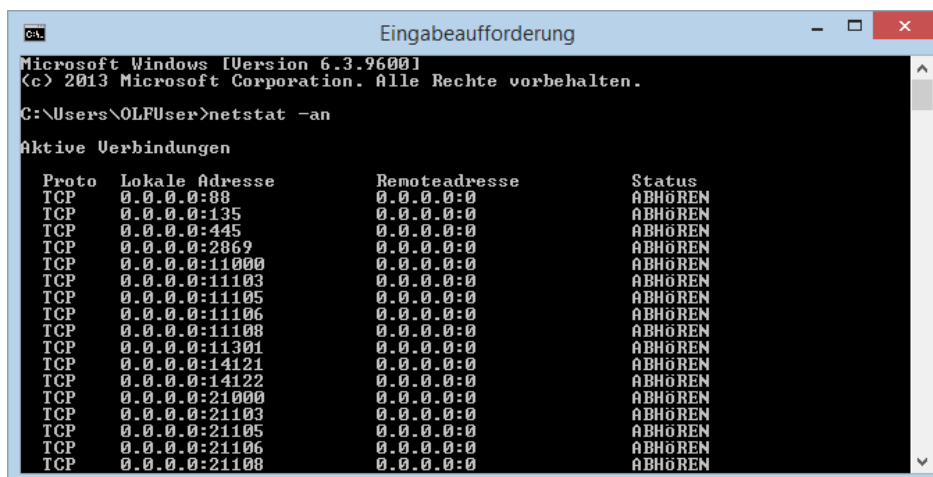 Eingabeaufforderung
Microsoft Windows [Version 6.3.9600]
(c) 2013 Microsoft Corporation. Alle Rechte vorbehalten.
C:\Users\OLFUser>netstat -an
Aktive Verbindungen
Proto Lokale Adresse Remoteadresse Status
TCP 0.0.0.0:88 0.0.0.0:0 ABHÖREN
TCP 0.0.0.0:135 0.0.0.0:0 ABHÖREN
TCP 0.0.0.0:445 0.0.0.0:0 ABHÖREN
TCP 0.0.0.0:2869 0.0.0.0:0 ABHÖREN
TCP 0.0.0.0:11000 0.0.0.0:0 ABHÖREN
TCP 0.0.0.0:11103 0.0.0.0:0 ABHÖREN
TCP 0.0.0.0:11105 0.0.0.0:0 ABHÖREN
TCP 0.0.0.0:11106 0.0.0.0:0 ABHÖREN
TCP 0.0.0.0:11108 0.0.0.0:0 ABHÖREN
TCP 0.0.0.0:11301 0.0.0.0:0 ABHÖREN
TCP 0.0.0.0:14121 0.0.0.0:0 ABHÖREN
TCP 0.0.0.0:14122 0.0.0.0:0 ABHÖREN
TCP 0.0.0.0:21000 0.0.0.0:0 ABHÖREN
TCP 0.0.0.0:21103 0.0.0.0:0 ABHÖREN
TCP 0.0.0.0:21105 0.0.0.0:0 ABHÖREN
TCP 0.0.0.0:21106 0.0.0.0:0 ABHÖREN
TCP 0.0.0.0:21108 0.0.0.0:0 ABHÖREN